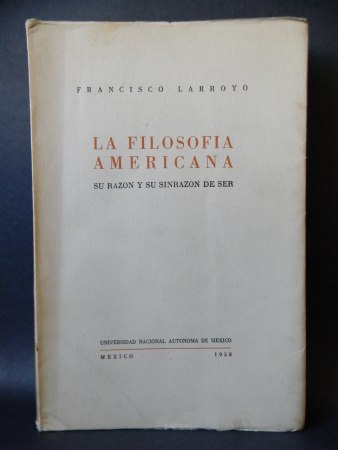 FRANCISCO LARROYO
LA FILOSOFIA
AMERICANA
SU RAZON Y SU SINRAZON DE SER
UNIVERSIDAD NACIONAL AUTONOMA DE MEXICO
MEXICO 1958